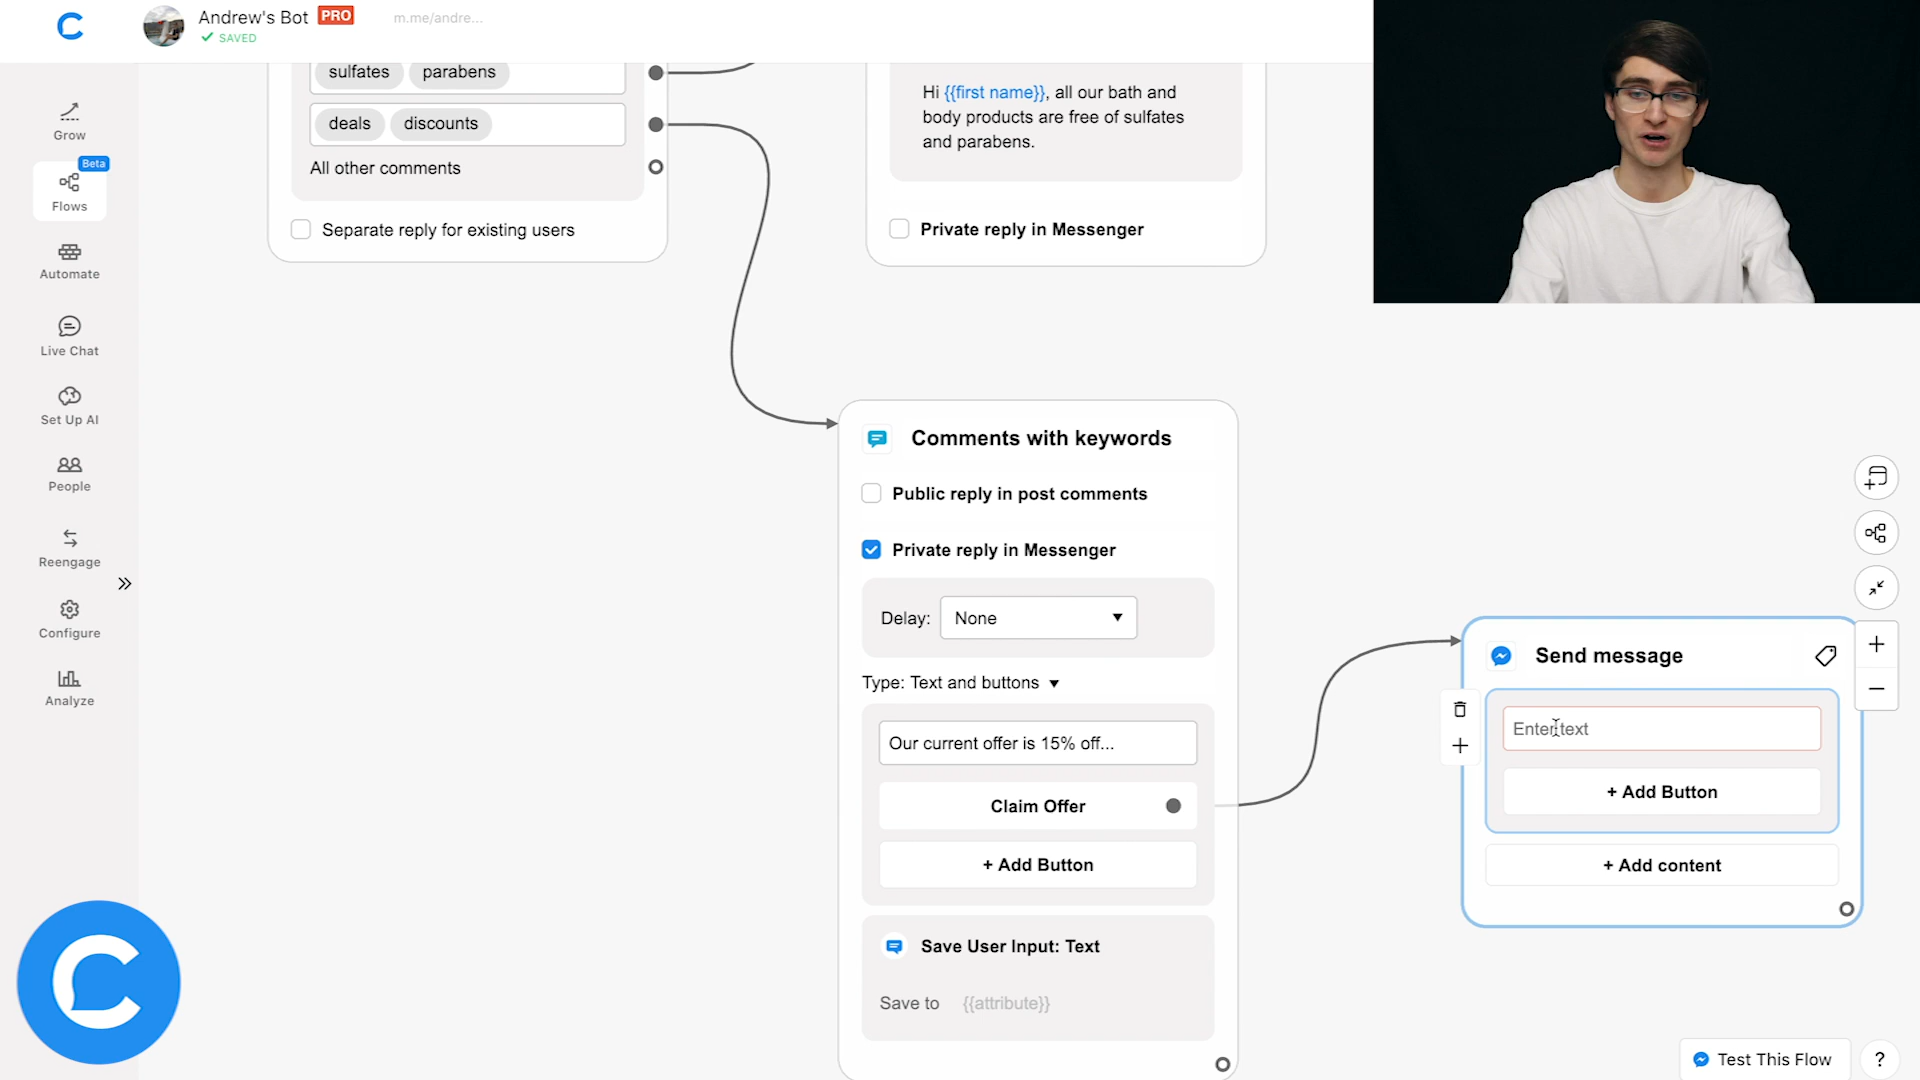 Andrew's Bot PRO
m.me/andre...
SAVED
Grow
Beta
Flows
Automate
Live Chat
Set Up AI
People
Reengage
Configure
Analyze
sulfates parabens
deals discounts
All other comments
Separate reply for existing users
Hi {{first name}}, all our bath and
body products are free of sulfates
and parabens.
Private reply in Messenger
Comments with keywords
Public reply in post comments
Private reply in Messenger
Delay: None
Type: Text and buttons
Our current offer is 15% off...
Claim Offer
+ Add Button
Save User Input: Text
Save to {{attribute}}
Send message
Enter text
+ Add Button
+ Add content
Test This Flow
?